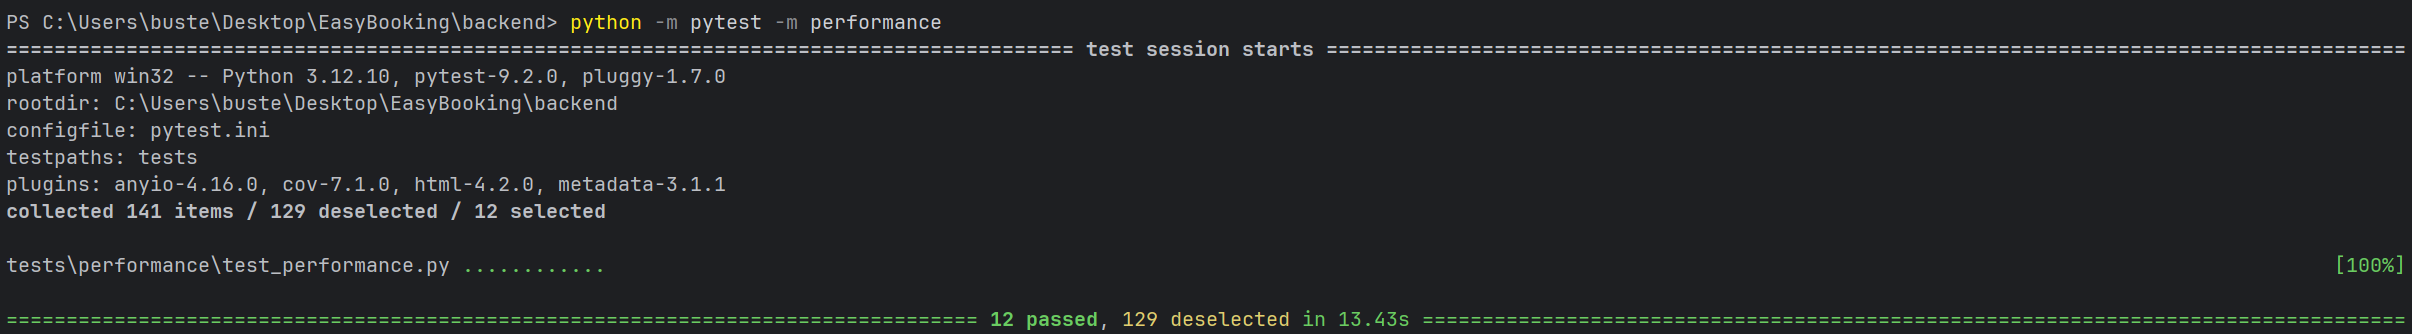 PS C:\Users\buste\Desktop\EasyBooking\backend> python -m pytest -m performance
========================================================================================= test session starts ==========================================================================================
platform win32 -- Python 3.12.10, pytest-9.2.0, pluggy-1.7.0
rootdir: C:\Users\buste\Desktop\EasyBooking\backend
configfile: pytest.ini
testpaths: tests
plugins: anyio-4.16.0, cov-7.1.0, html-4.2.0, metadata-3.1.1
collected 141 items / 129 deselected / 12 selected
tests\performance\test_performance.py ............ [100%]
================================================================================= 12 passed, 129 deselected in 13.43s ==================================================================================